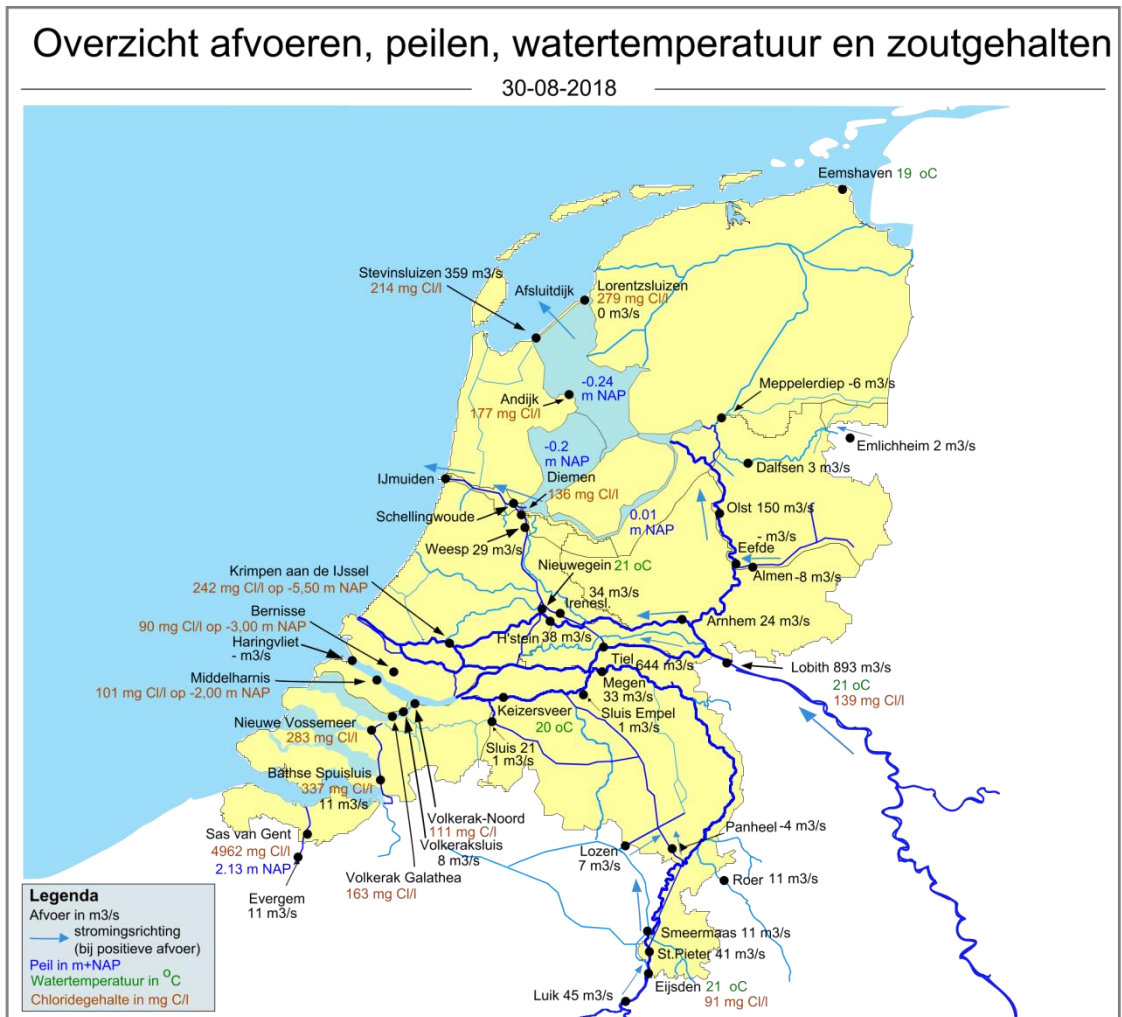 Overzicht afvoeren, peilen, watertemperatuur en zoutgehalten
30-08-2018
Eemshaven 19 oC
Stevinsluizen 359 m3/s
214 mg Cl/l
Afsluitdijk
Lorentzsluizen
279 mg Cl/l
0 m3/s
-0.24
m NAP
Andijk
177 mg Cl/l
Meppelerdiep -6 m3/s
Emlichheim 2 m3/s
-0.2
m NAP
Dalfsen 3 m3/s
IJmuiden
Diemen
136 mg Cl/l
Schellingwoude
0.01
m NAP
Olst 150 m3/s
Weesp 29 m3/s
- m3/s
Eefde
Almen -8 m3/s
Nieuwegein 21 oC
Krimpen aan de IJssel
242 mg Cl/l op -5,50 m NAP
34 m3/s
Irenesl.
Bernisse
90 mg Cl/l op -3,00 m NAP
Arnhem 24 m3/s
H'stein 38 m3/s
Haringvliet
- m3/s
Tiel 644 m3/s
Lobith 893 m3/s
21 oC
139 mg Cl/l
Middelharnis
101 mg Cl/l op -2,00 m NAP
Megen
33 m3/s
Keizersveer
20 oC
Sluis Empel
1 m3/s
Nieuwe Vossemeer
283 mg Cl/l
Sluis 21
1 m3/s
Bathse Spuisluis
337 mg Cl/l
11 m3/s
Volkerak-Noord
111 mg C/l
Volkeraksluis
8 m3/s
Panheel -4 m3/s
Sas van Gent
4962 mg Cl/l
2.13 m NAP
Lozen
7 m3/s
Volkerak Galathea
163 mg Cl/l
Roer 11 m3/s
Evergem
11 m3/s
Smeermaas 11 m3/s
St.Pieter 41 m3/s
Eijsden 21 oC
91 mg Cl/l
Luik 45 m3/s
Legenda
Afvoer in m3/s
stromingsrichting
(bij positieve afvoer)
Peil in m+NAP
Watertemperatuur in °C
Chloridegehalte in mg C/l